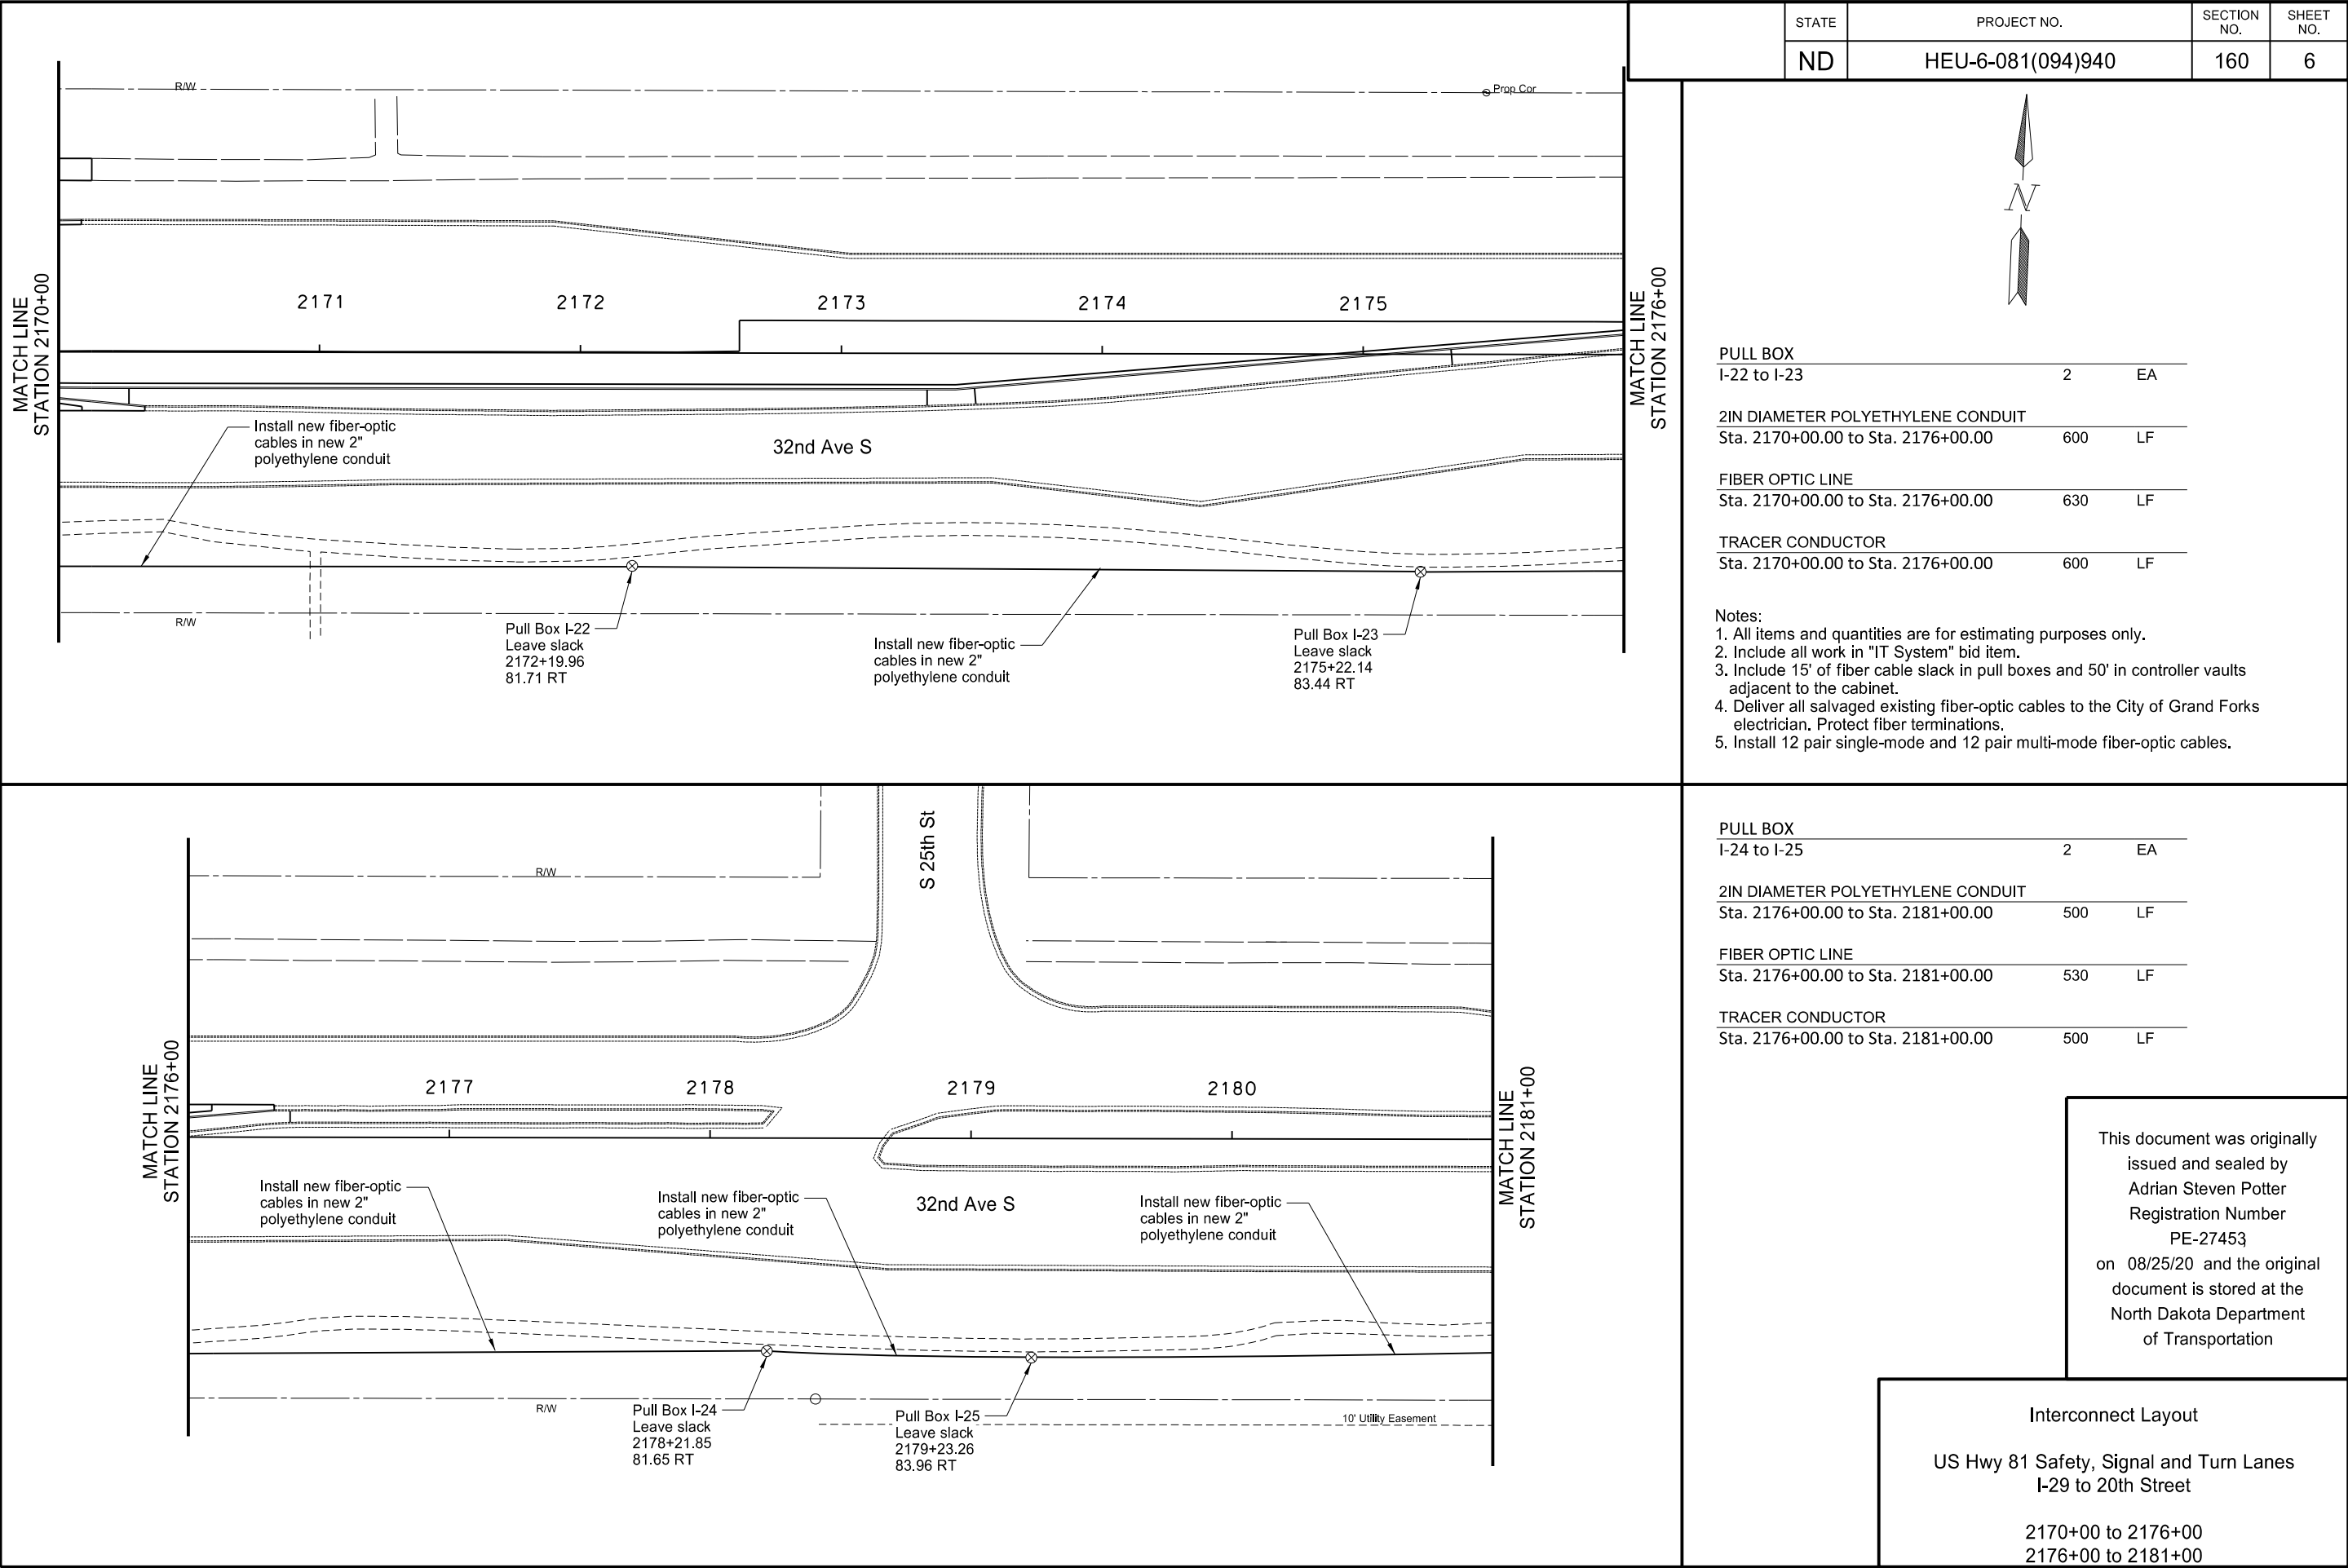 STATE
PROJECT NO.
SECTION NO.
SHEET NO.
ND
HEU-6-081(094)940
160
6
R/W
Prop Cor
MATCH LINE
STATION 2170+00
2171
2172
2173
2174
2175
MATCH LINE
STATION 2176+00
Install new fiber-optic
cables in new 2"
polyethylene conduit
32nd Ave S
R/W
Pull Box I-22
Leave slack
2172+19.96
81.71 RT
Install new fiber-optic
cables in new 2"
polyethylene conduit
Pull Box I-23
Leave slack
2175+22.14
83.44 RT
N
PULL BOX
I-22 to I-23 2 EA
2IN DIAMETER POLYETHYLENE CONDUIT
Sta. 2170+00.00 to Sta. 2176+00.00 600 LF
FIBER OPTIC LINE
Sta. 2170+00.00 to Sta. 2176+00.00 630 LF
TRACER CONDUCTOR
Sta. 2170+00.00 to Sta. 2176+00.00 600 LF
Notes:
1. All items and quantities are for estimating purposes only.
2. Include all work in "IT System" bid item.
3. Include 15' of fiber cable slack in pull boxes and 50' in controller vaults
adjacent to the cabinet.
4. Deliver all salvaged existing fiber-optic cables to the City of Grand Forks
electrician. Protect fiber terminations.
5. Install 12 pair single-mode and 12 pair multi-mode fiber-optic cables.
R/W
S 25th St
MATCH LINE
STATION 2176+00
2177
2178
2179
2180
MATCH LINE
STATION 2181+00
Install new fiber-optic
cables in new 2"
polyethylene conduit
Install new fiber-optic
cables in new 2"
polyethylene conduit
32nd Ave S
Install new fiber-optic
cables in new 2"
polyethylene conduit
R/W
Pull Box I-24
Leave slack
2178+21.85
81.65 RT
Pull Box I-25
Leave slack
2179+23.26
83.96 RT
10' Utility Easement
PULL BOX
I-24 to I-25 2 EA
2IN DIAMETER POLYETHYLENE CONDUIT
Sta. 2176+00.00 to Sta. 2181+00.00 500 LF
FIBER OPTIC LINE
Sta. 2176+00.00 to Sta. 2181+00.00 530 LF
TRACER CONDUCTOR
Sta. 2176+00.00 to Sta. 2181+00.00 500 LF
This document was originally
issued and sealed by
Adrian Steven Potter
Registration Number
PE-27453,
on 08/25/20 and the original
document is stored at the
North Dakota Department
of Transportation
Interconnect Layout
US Hwy 81 Safety, Signal and Turn Lanes
I-29 to 20th Street
2170+00 to 2176+00
2176+00 to 2181+00